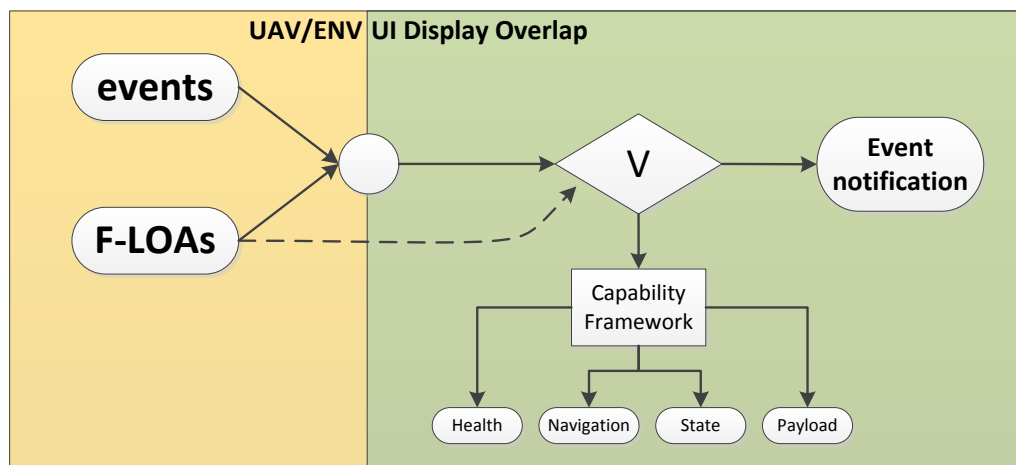 UAV/ENV UI Display Overlap
events
F-LOAs
V
Event
notification
Capability
Framework
Health
Navigation
State
Payload